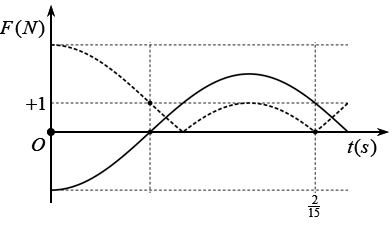 F(N)
+1
O
t(s)
2/15